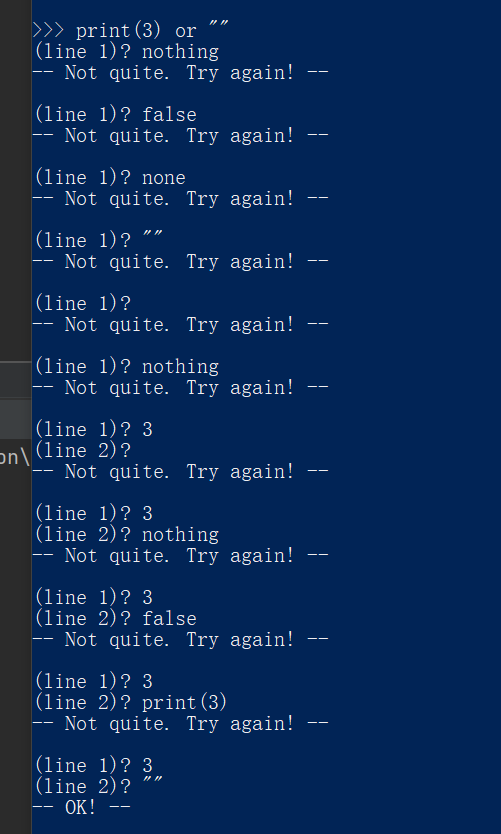 >>> print(3) or ""
(line 1)? nothing
-- Not quite. Try again! --
(line 1)? false
-- Not quite. Try again! --
(line 1)? none
-- Not quite. Try again! --
(line 1)? ""
-- Not quite. Try again! --
(line 1)?
-- Not quite. Try again! --
(line 1)? nothing
-- Not quite. Try again! --
(line 1)? 3
(line 2)?
on\
-- Not quite. Try again! --
(line 1)? 3
(line 2)? nothing
-- Not quite. Try again! --
(line 1)? 3
(line 2)? false
-- Not quite. Try again! --
(line 1)? 3
(line 2)? print(3)
-- Not quite. Try again! --
(line 1)? 3
(line 2)? ""
-- OK! --